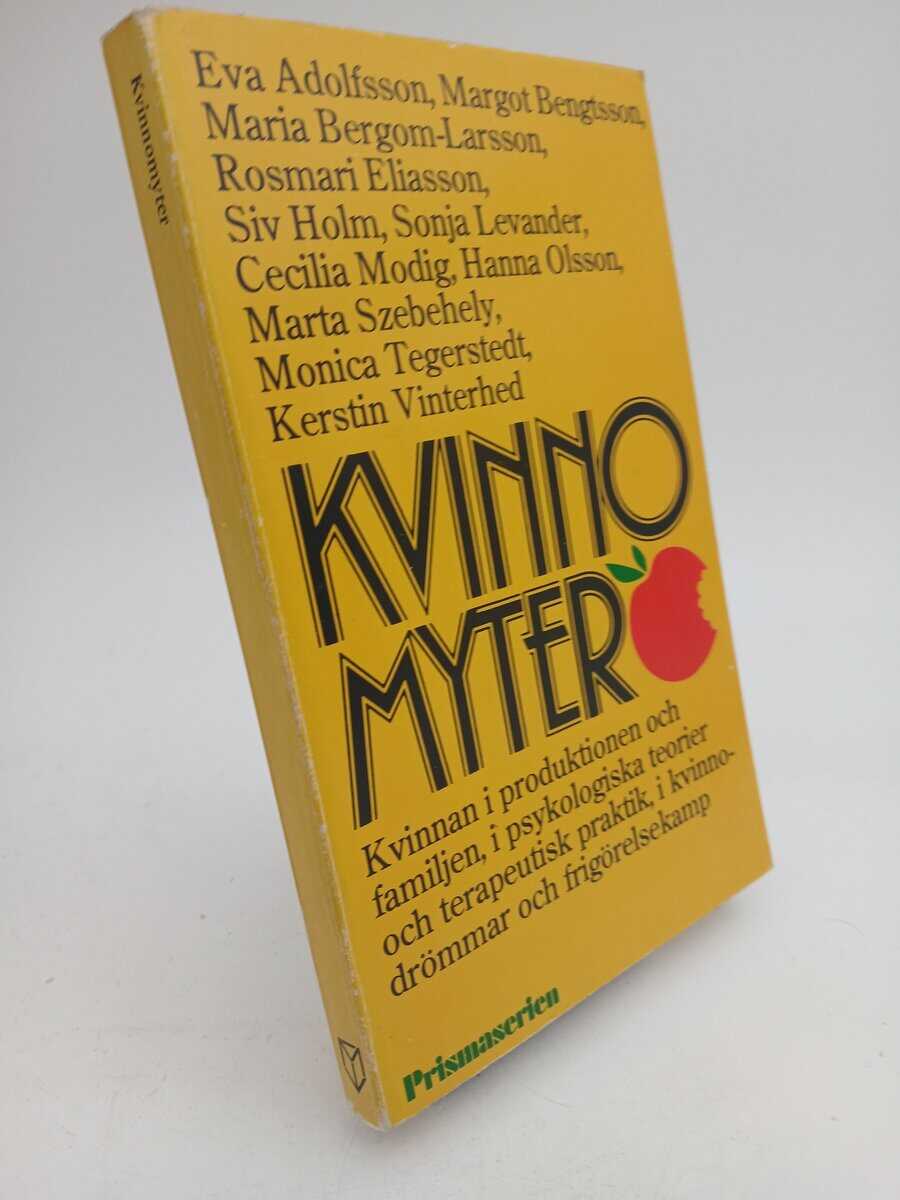 Kvinnomyter
Eva Adolfsson, Margot Bengtsson,
Maria Bergom-Larsson,
Rosmari Eliasson,
Siv Holm, Sonja Levander,
Cecilia Modig, Hanna Olsson,
Marta Szebehely,
Monica Tegerstedt,
Kerstin Vinterhed
KVINNO
MYTER
Kvinnan i produktionen och
familjen, i psykologiska teorier
och terapeutisk praktik, i kvinno-
drömmar och frigörelsekamp
Prismaserien